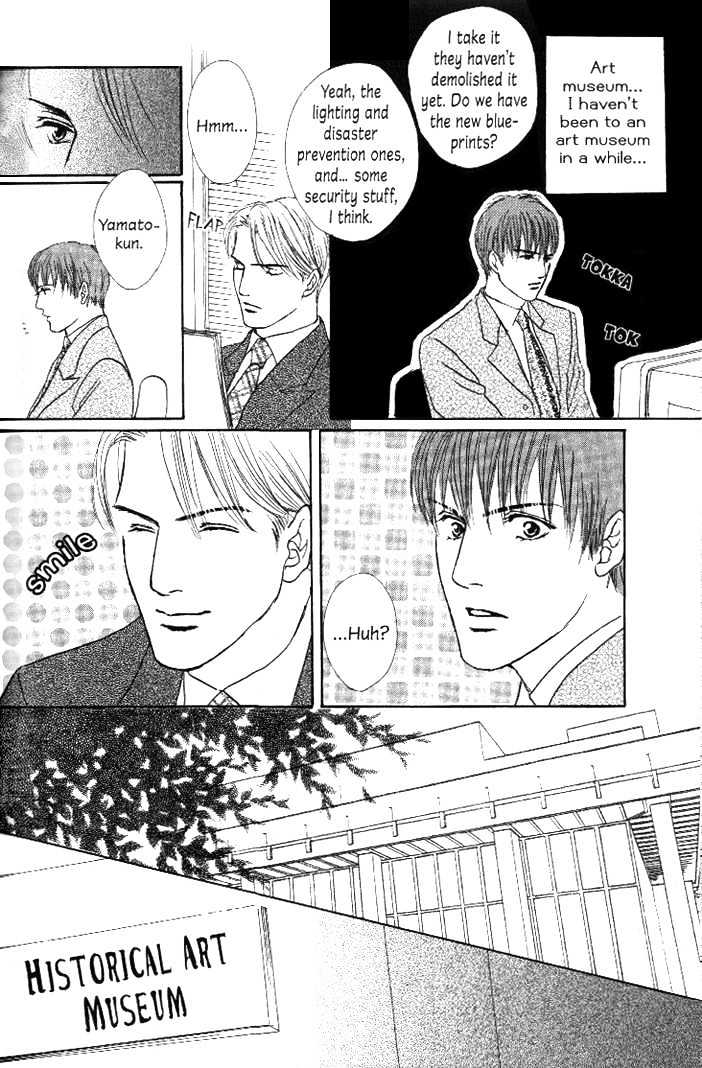 Art
museum...
I haven't
been to an
art museum
in a while...
I take it
they haven't
demolished it
yet. Do we have
the new blue-
prints?
Yeah, the
lighting and
disaster
prevention ones,
and... some
security stuff,
I think.
TOKKA
TOK
Hmm...
FLAP
Yamato-
kun.
...Huh?
smile
HISTORICAL ART
MUSEUM